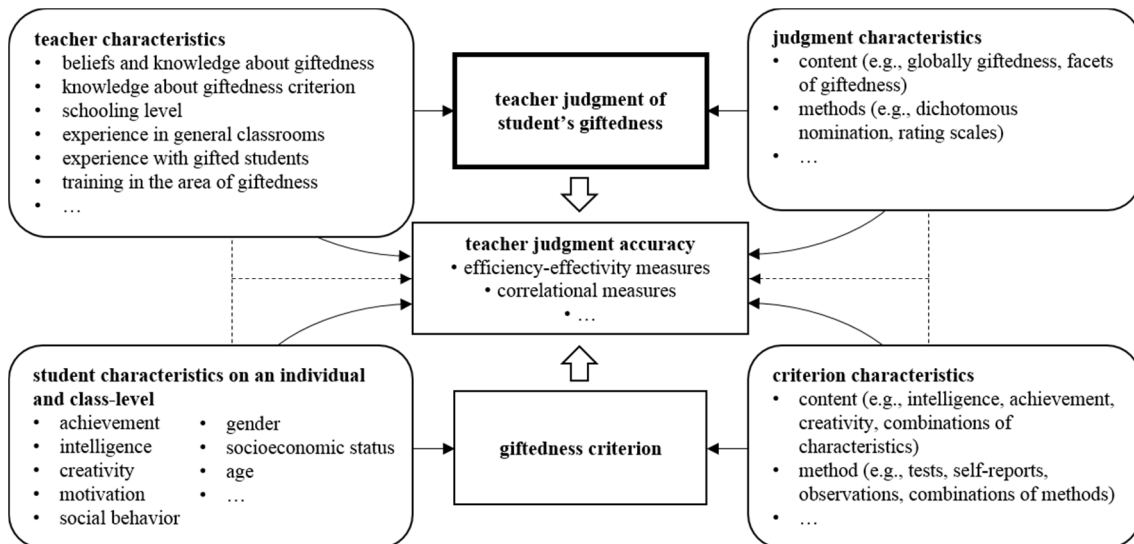 teacher characteristics
• beliefs and knowledge about giftedness
• knowledge about giftedness criterion
• schooling level
• experience in general classrooms
• experience with gifted students
• training in the area of giftedness
• …
teacher judgment of
student’s giftedness
judgment characteristics
• content (e.g., globally giftedness, facets
of giftedness)
• methods (e.g., dichotomous
nomination, rating scales)
• …
teacher judgment accuracy
• efficiency-effectivity measures
• correlational measures
• …
student characteristics on an individual
and class-level
• achievement
• intelligence
• creativity
• motivation
• social behavior
• gender
• socioeconomic status
• age
• …
giftedness criterion
criterion characteristics
• content (e.g., intelligence, achievement,
creativity, combinations of
characteristics)
• method (e.g., tests, self-reports,
observations, combinations of methods)
• …